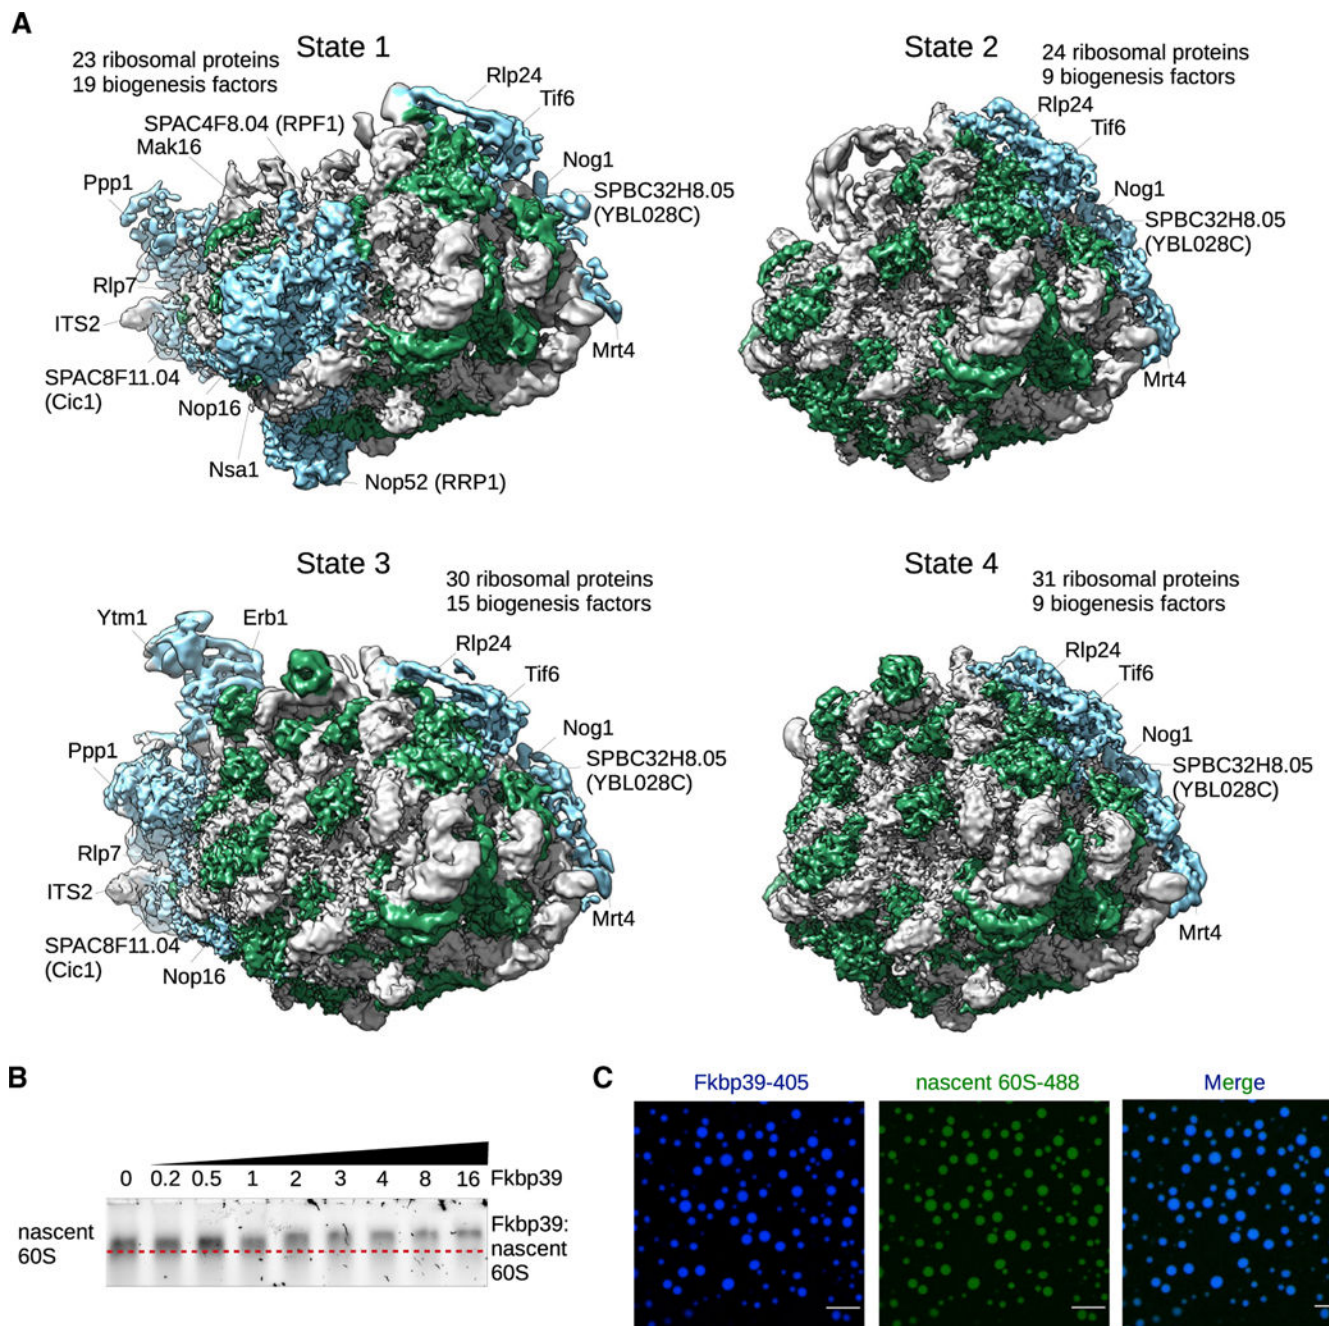 A
State 1
23 ribosomal proteins
19 biogenesis factors
Rlp24
Tif6
SPAC4F8.04 (RPF1)
Mak16
Nog1
Ppp1
SPBC32H8.05
(YBL028C)
Rlp7
ITS2
Mrt4
SPAC8F11.04
(Cic1)
Nop16
Nsa1
Nop52 (RRP1)
State 2
24 ribosomal proteins
9 biogenesis factors
Rlp24
Tif6
Nog1
SPBC32H8.05
(YBL028C)
Mrt4
State 3
30 ribosomal proteins
15 biogenesis factors
Ytm1
Erb1
Rlp24
Tif6
Nog1
Ppp1
SPBC32H8.05
(YBL028C)
Rlp7
ITS2
Mrt4
SPAC8F11.04
(Cic1)
Nop16
State 4
31 ribosomal proteins
9 biogenesis factors
Rlp24
Tif6
Nog1
SPBC32H8.05
(YBL028C)
Mrt4
B
0 0.2 0.5 1 2 3 4 8 16 Fkbp39
nascent
60S
Fkbp39:
nascent
60S
C
Fkbp39-405
nascent 60S-488
Merge